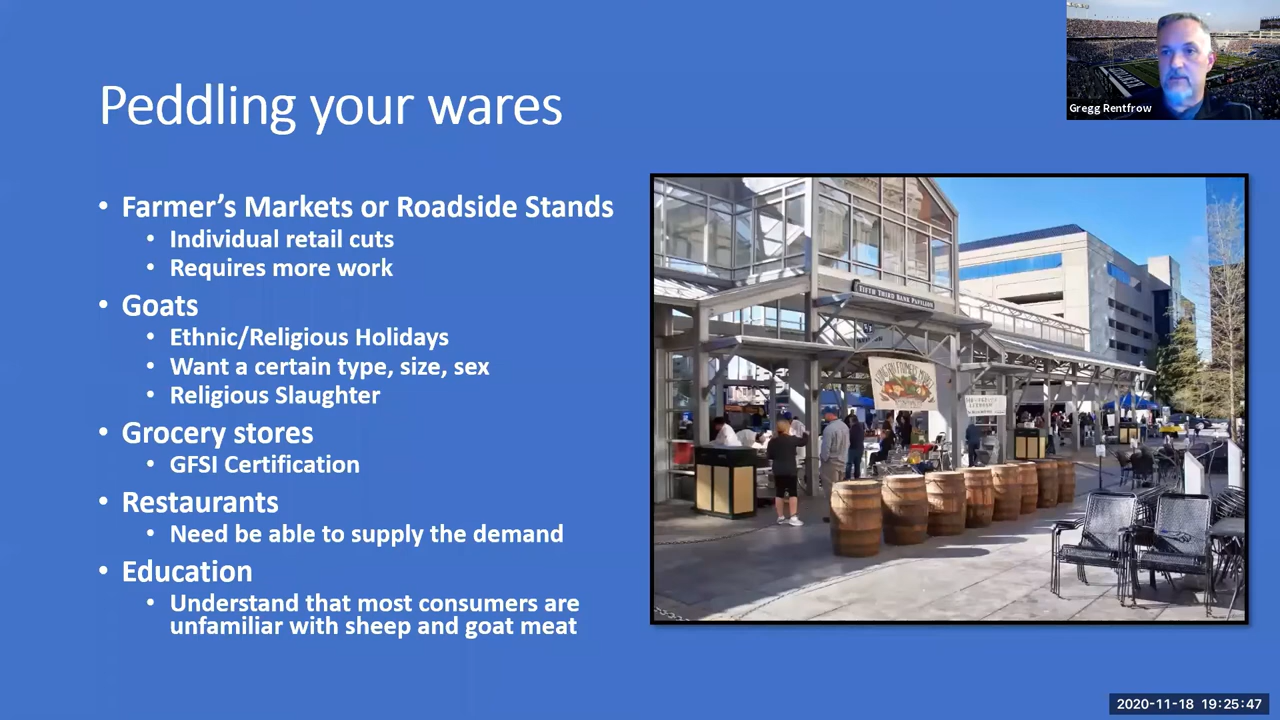 Peddling your wares
Gregg Rentfrow
• Farmer’s Markets or Roadside Stands
• Individual retail cuts
• Requires more work
• Goats
• Ethnic/Religious Holidays
• Want a certain type, size, sex
• Religious Slaughter
• Grocery stores
• GFSI Certification
• Restaurants
• Need be able to supply the demand
• Education
• Understand that most consumers are
unfamiliar with sheep and goat meat
FIFTH THIRD BANK PAVILION
FARMERS MARKET
2020-11-18 19:25:47